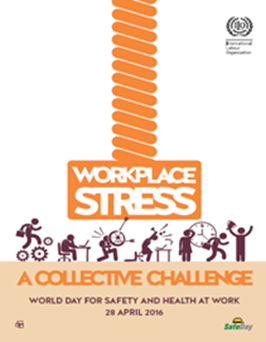 International
Labour
Organization
WORKPLACE
STRESS
A COLLECTIVE CHALLENGE
WORLD DAY FOR SAFETY AND HEALTH AT WORK
28 APRIL 2016
SafeDay